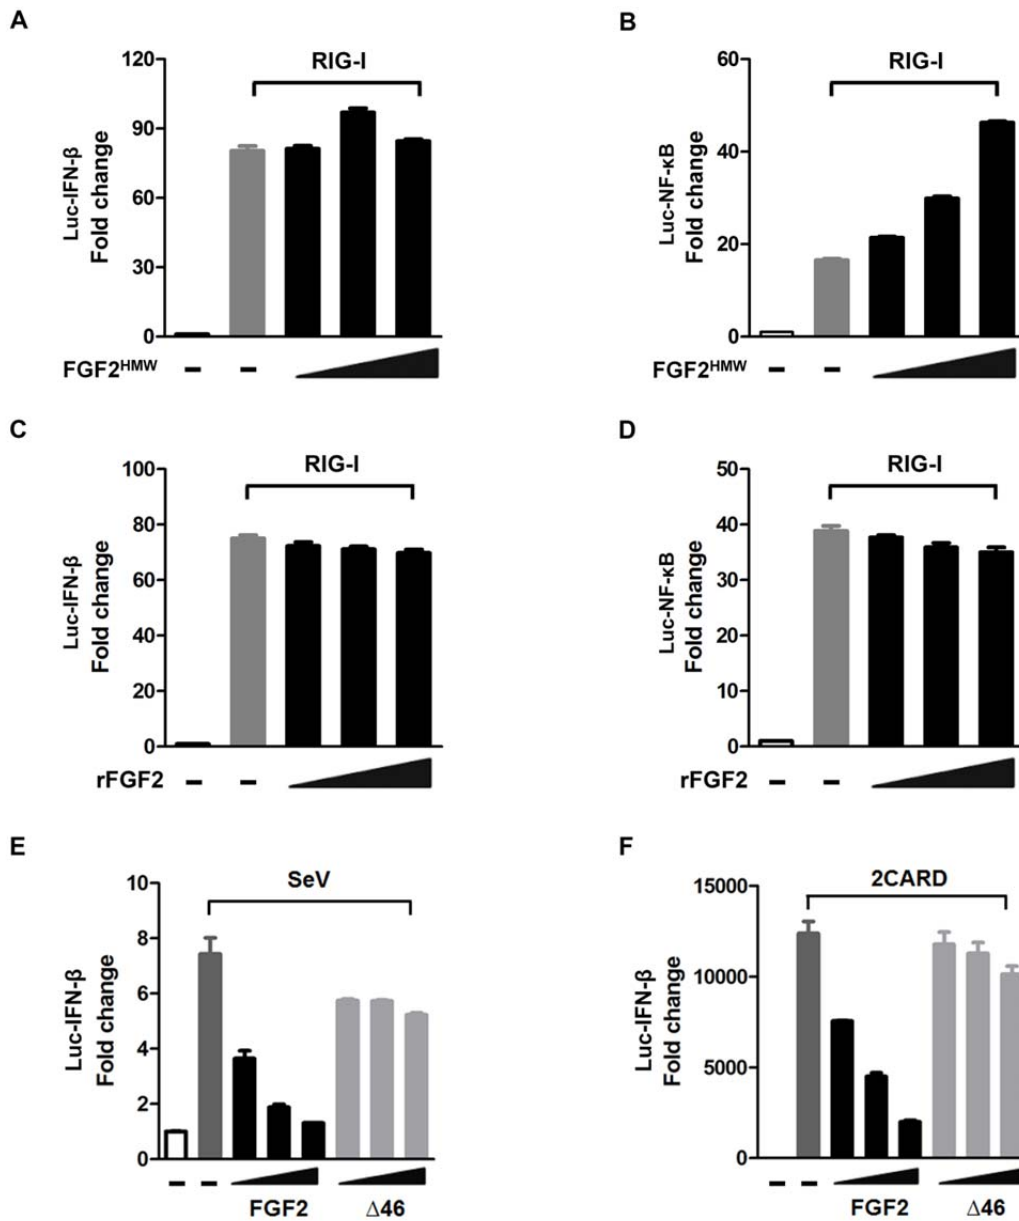 A
RIG-I
Luc-IFN-β
Fold change
120
90
60
30
0
FGF2HMW
-
-
B
RIG-I
Luc-NF-κB
Fold change
60
40
20
0
FGF2HMW
-
-
C
RIG-I
Luc-IFN-β
Fold change
100
80
60
40
20
0
rFGF2
-
-
D
RIG-I
Luc-NF-κB
Fold change
50
40
30
20
10
0
rFGF2
-
-
E
SeV
Luc-IFN-β
Fold change
10
8
6
4
2
0
-
-
FGF2
Δ46
F
2CARD
Luc-IFN-β
Fold change
15000
10000
5000
0
-
-
FGF2
Δ46